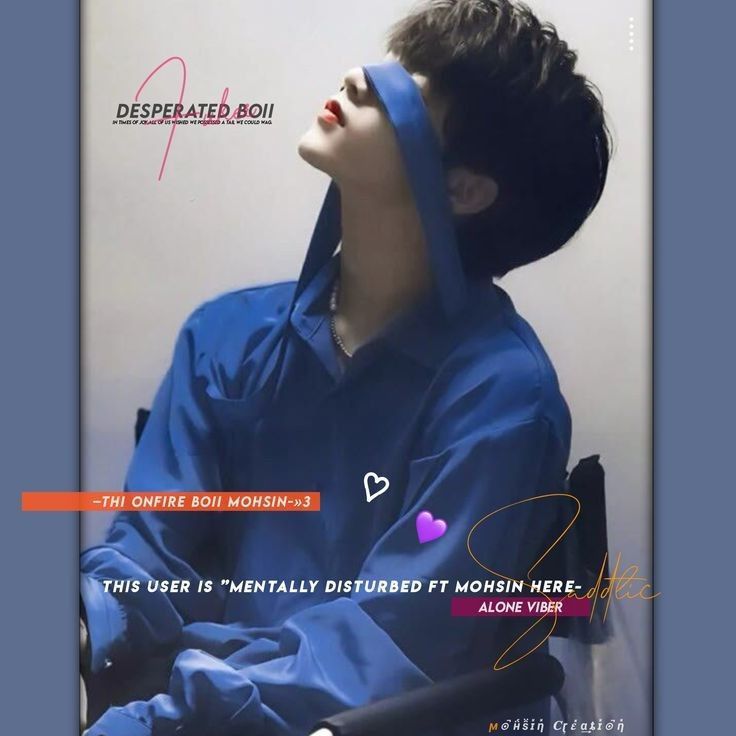 DESPERATED BOII
IN TIMES OF JOY, ALL OF US WISHED WE POSSESSED A TAIL WE COULD WAG.
–THI ONFIRE BOII MOHSIN-»3
THIS USER IS "MENTALLY DISTURBED FT MOHSIN HERE-
Saddtic
ALONE VIBER
Mohsin Creation